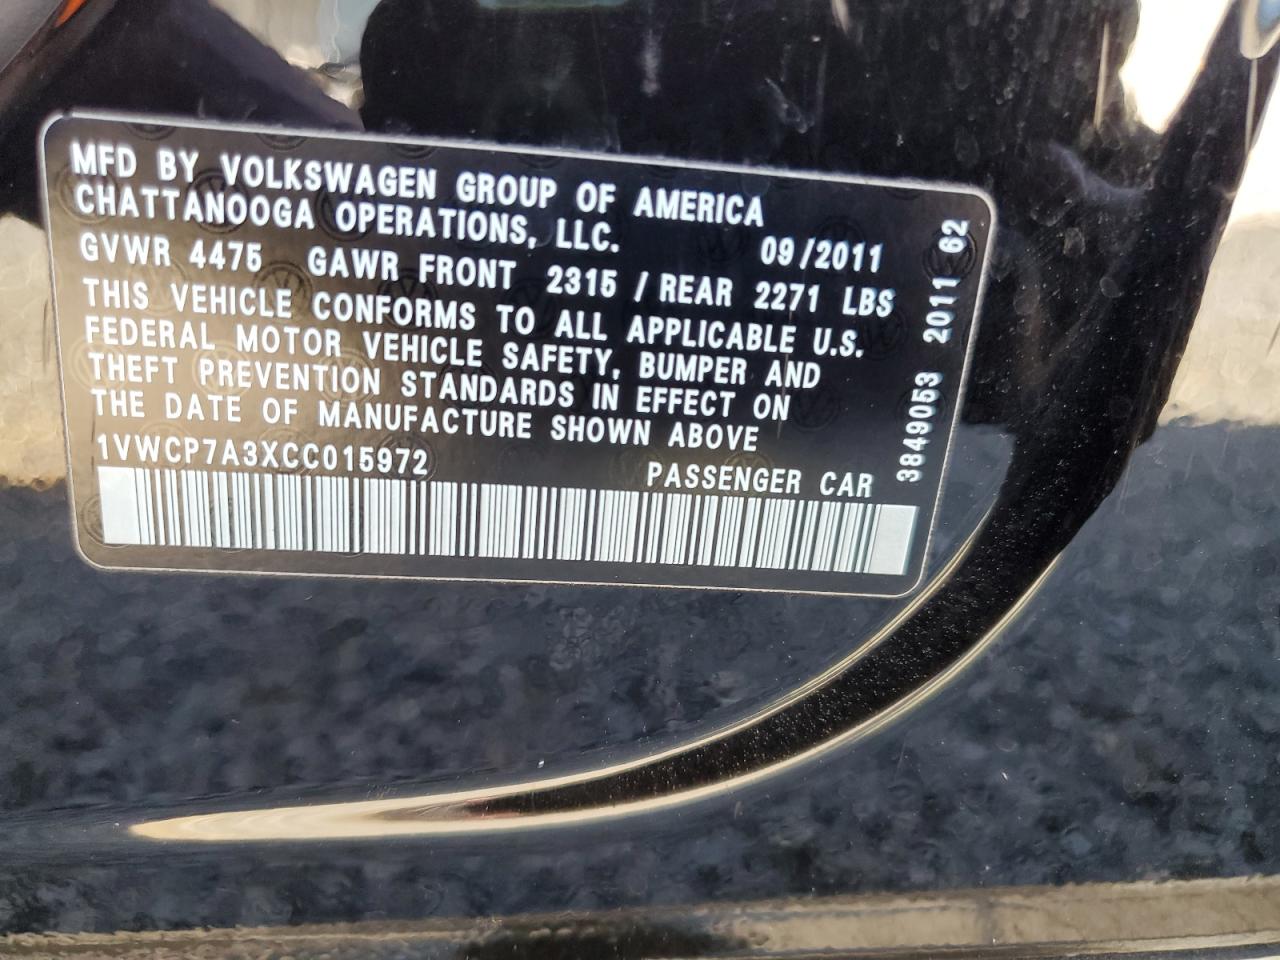 MFD BY VOLKSWAGEN GROUP OF AMERICA
CHATTANOOGA OPERATIONS, LLC. 09/2011
GVWR 4475 GAWR FRONT 2315 / REAR 2271 LBS
THIS VEHICLE CONFORMS TO ALL APPLICABLE U.S.
FEDERAL MOTOR VEHICLE SAFETY, BUMPER AND
THEFT PREVENTION STANDARDS IN EFFECT ON
THE DATE OF MANUFACTURE SHOWN ABOVE
1VWCP7A3XCC015972 PASSENGER CAR
3849053 2011 62